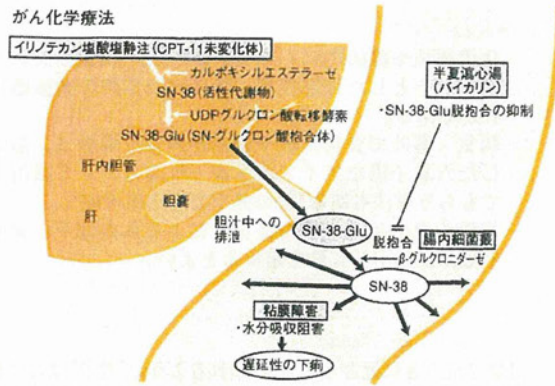 がん化学療法
イリノテカン塩酸塩静注(CPT-11未変化体)
カルボキシルエステラーゼ
SN-38(活性代謝物)
UDPグルクロン酸転移酵素
SN-38-Glu(SN-グルクロン酸抱合体)
肝内胆管
胆嚢
肝
胆汁中への
排泄
半夏瀉心湯
(バイカリン)
・SN-38-Glu脱抱合の抑制
SN-38-Glu
脱抱合
腸内細菌叢
β-グルクロニダーゼ
SN-38
粘膜障害
・水分吸収阻害
遅延性の下痢